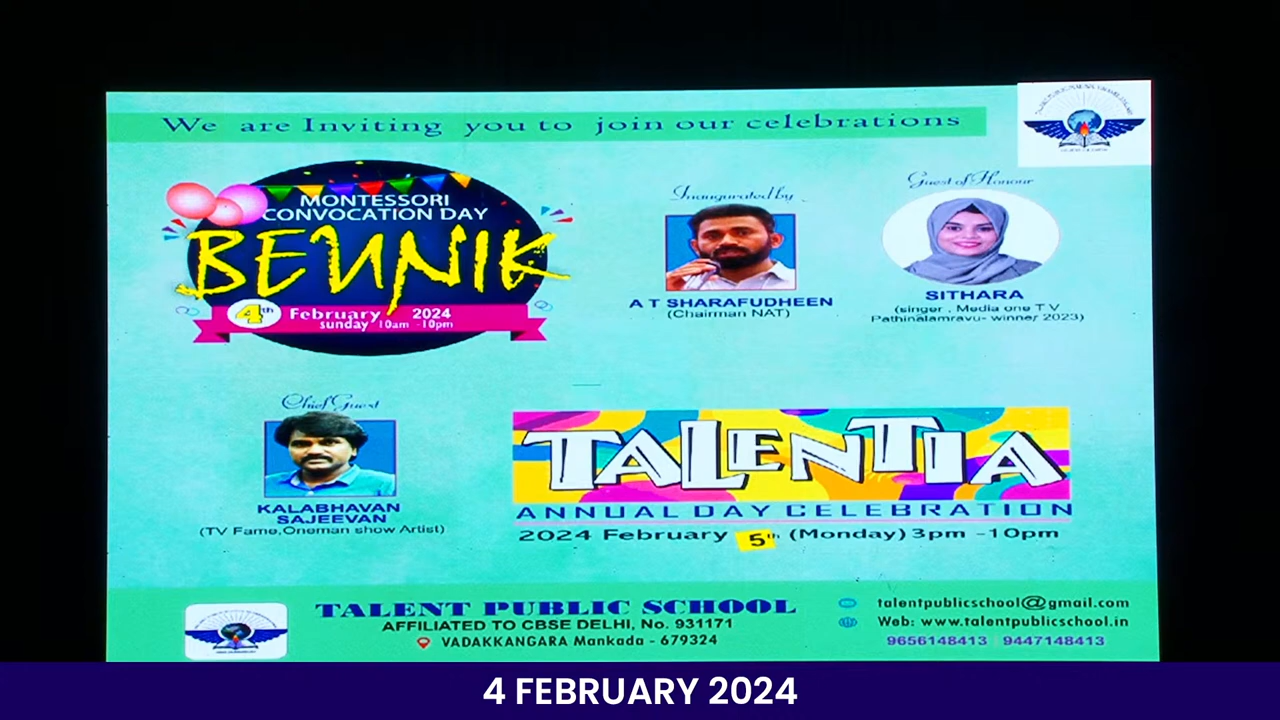 We are Inviting you to join our celebrations
MONTESSORI
CONVOCATION DAY
BEUNIK
4th February 2024
sunday 10am -10pm
Inaugurated by
A T SHARAFUDHEEN
(Chairman NAT)
Guest of Honour
SITHARA
(singer , Media one T V
Pathinalamravu- winner 2023)
Chief Guest
KALABHAVAN
SAJEEVAN
(TV Fame,Oneman show Artist)
TALENTIA
ANNUAL DAY CELEBRATION
2024 February 5th (Monday) 3pm -10pm
TALENT PUBLIC SCHOOL
AFFILIATED TO CBSE DELHI, No. 931171
VADAKKANGARA Mankada - 679324
talentpublicschool@gmail.com
Web: www.talentpublicschool.in
9656148413 9447148413
4 FEBRUARY 2024